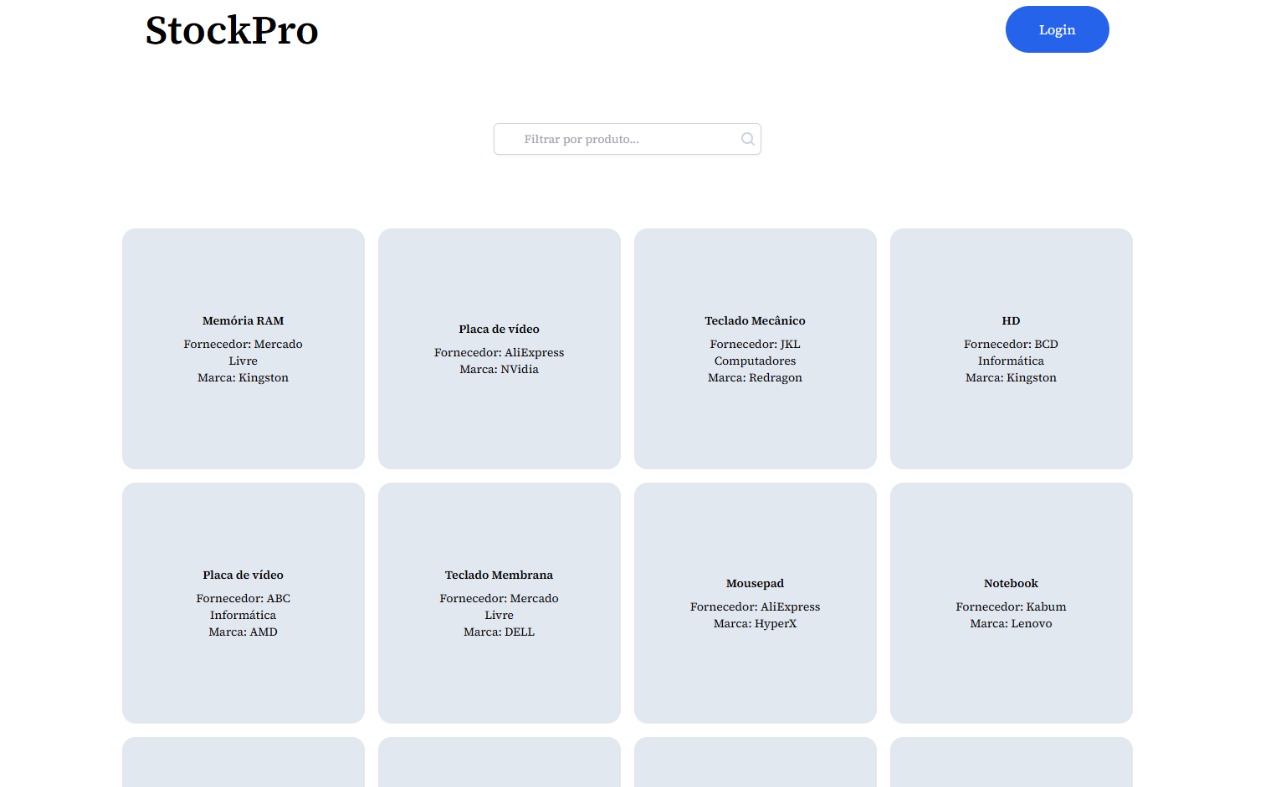 StockPro
Login
Filtrar por produto...
Memória RAM
Fornecedor: Mercado
Livre
Marca: Kingston
Placa de vídeo
Fornecedor: AliExpress
Marca: NVidia
Teclado Mecânico
Fornecedor: JKL
Computadores
Marca: Redragon
HD
Fornecedor: BCD
Informática
Marca: Kingston
Placa de vídeo
Fornecedor: ABC
Informática
Marca: AMD
Teclado Membrana
Fornecedor: Mercado
Livre
Marca: DELL
Mousepad
Fornecedor: AliExpress
Marca: HyperX
Notebook
Fornecedor: Kabum
Marca: Lenovo